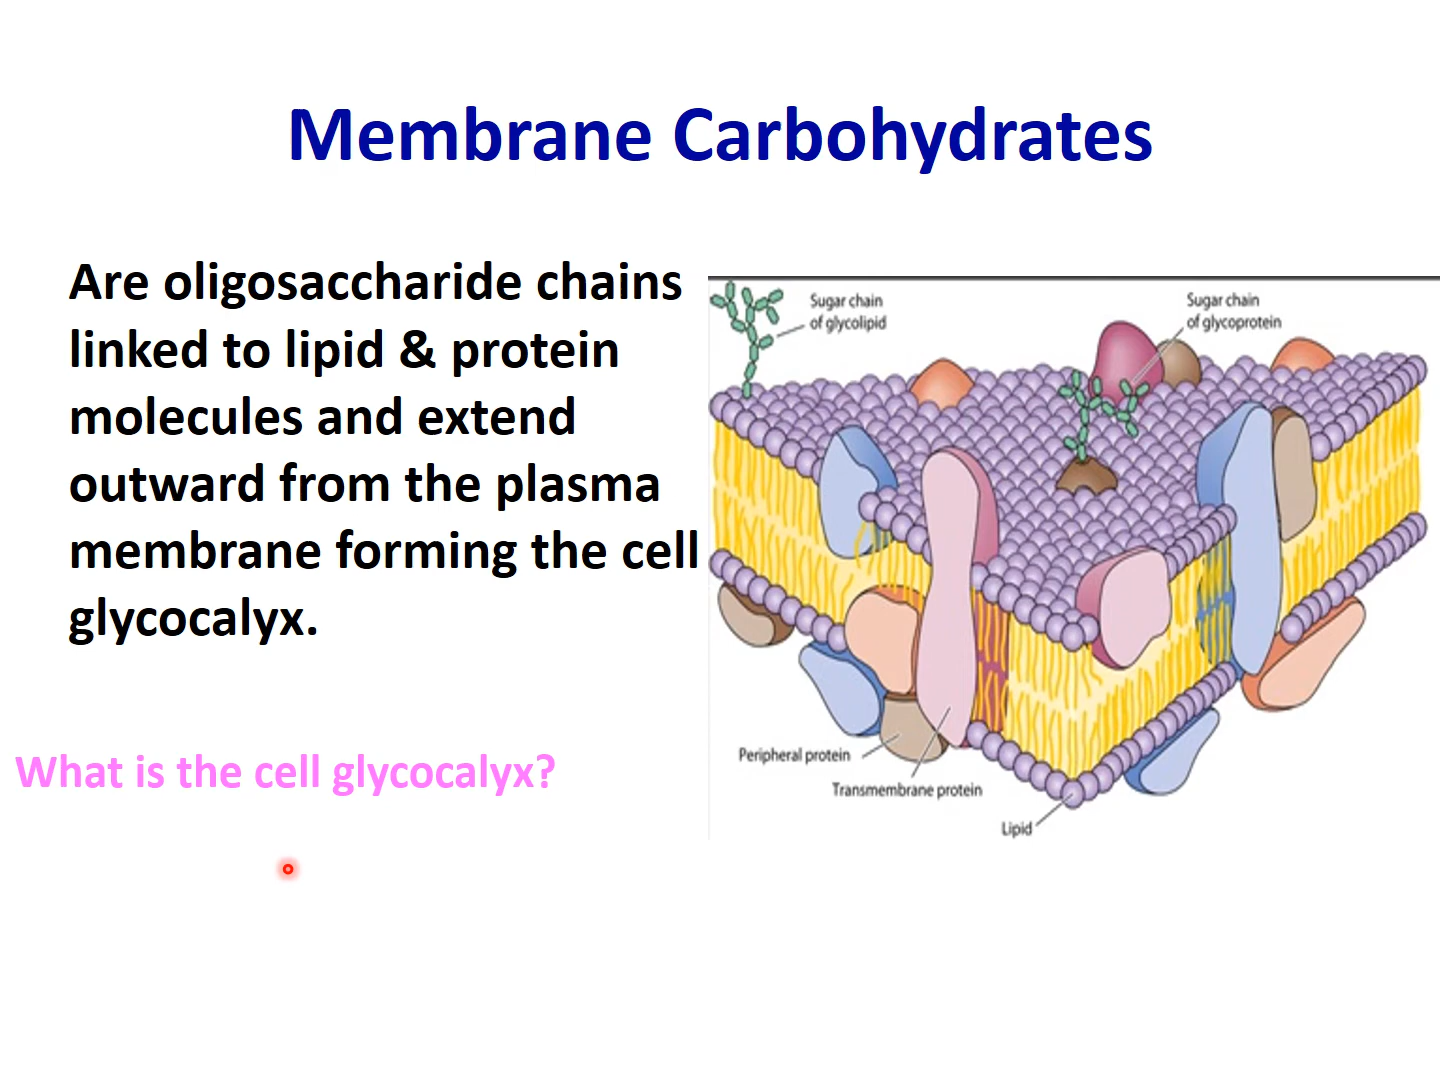 Membrane Carbohydrates
Are oligosaccharide chains
linked to lipid & protein
molecules and extend
outward from the plasma
membrane forming the cell
glycocalyx.
What is the cell glycocalyx?
Sugar chain
of glycolipid
Sugar chain
of glycoprotein
Peripheral protein
Transmembrane protein
Lipid